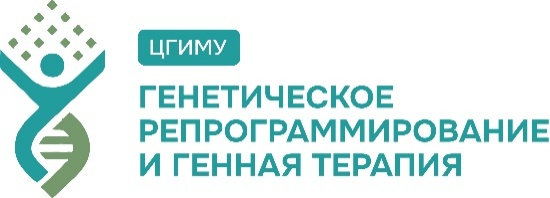 ЦГИМУ
ГЕНЕТИЧЕСКОЕ
РЕПРОГРАММИРОВАНИЕ
И ГЕННАЯ ТЕРАПИЯ